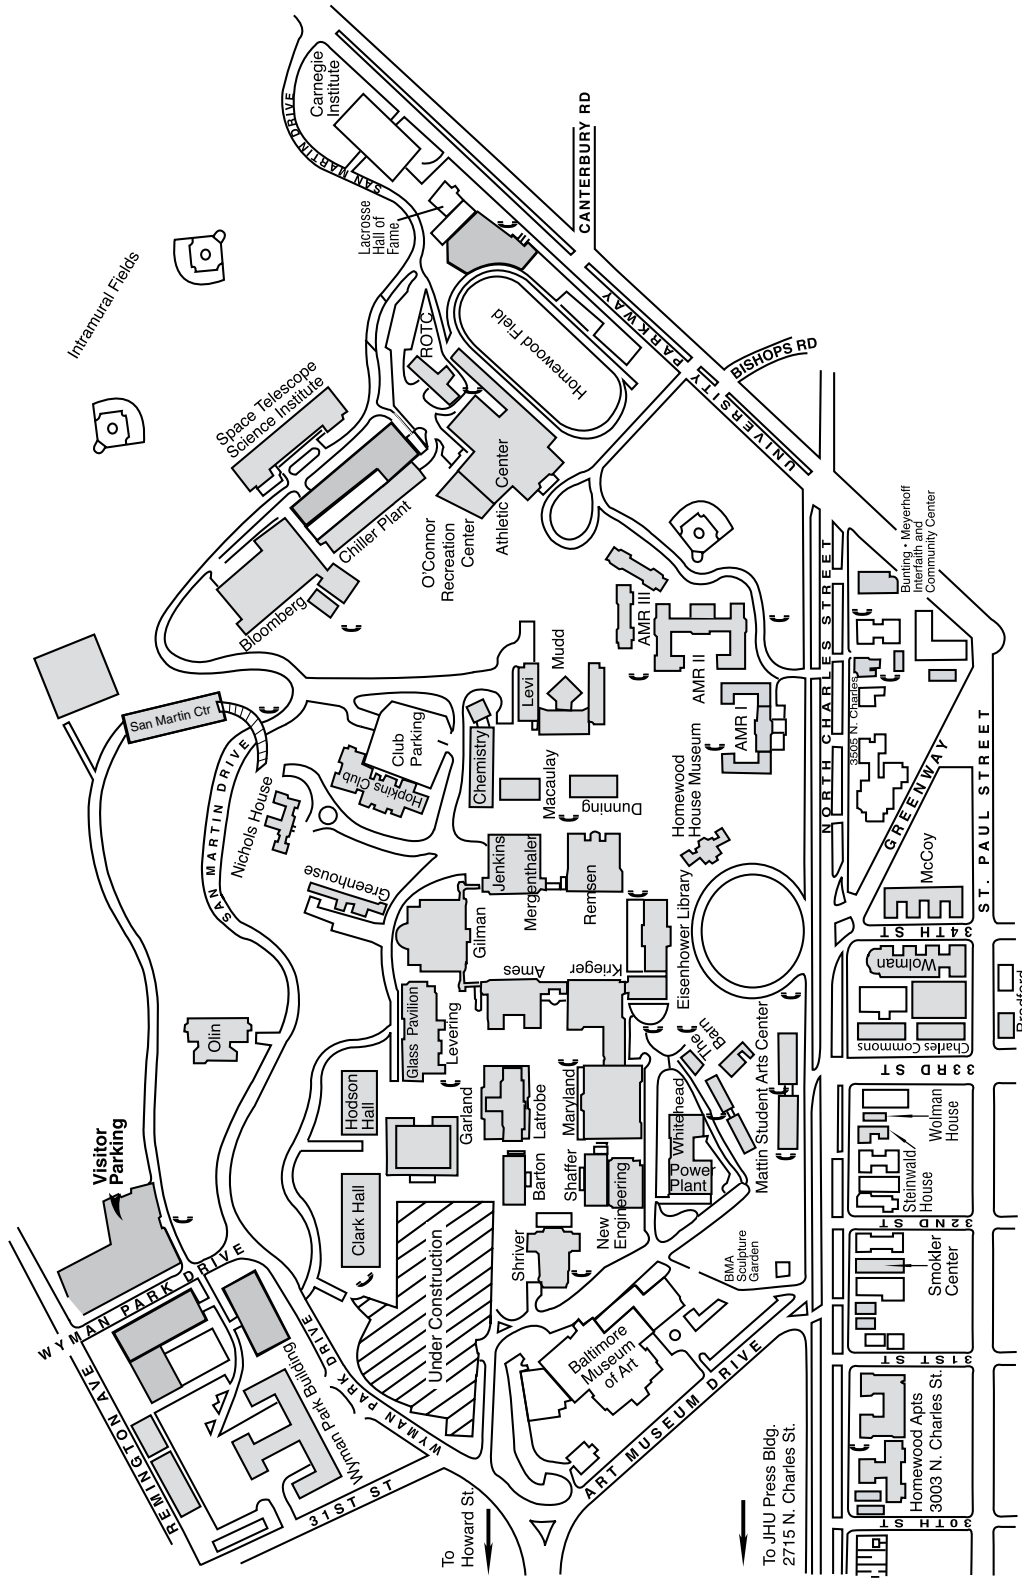 Carnegie
Institute
SAN MARTIN DRIVE
Lacrosse
Hall of
Fame
CANTERBURY RD
Intramural Fields
ROTC
Homewood Field
UNIVERSITY PARKWAY
BISHOPS RD
Space Telescope
Science Institute
Chiller Plant
O'Connor
Recreation
Center
Athletic
Center
Bloomberg
Bunting • Meyerhoff
Interfaith and
Community Center
AMR III
AMR II
AMR I
Mudd
Levi
San Martin Ctr
SAN MARTIN DRIVE
Club
Parking
Hopkins Club
Chemistry
Macaulay
Dunning
Homewood
House Museum
NORTH CHARLES STREET
3505 N. Charles
GREENWAY
ST. PAUL STREET
Nichols House
Greenhouse
Jenkins
Mergenthaler
Remsen
McCoy
34TH ST
Gilman
Ames
Krieger
Eisenhower Library
Wolman
Bradford
Glass Pavilion
Levering
The
Barn
Charles Commons
33RD ST
Olin
Hodson
Hall
Garland
Latrobe
Maryland
Whitehead
Mattin Student Arts Center
Wolman
House
Steinwald
House
Visitor
Parking
Clark Hall
Barton
Shaffer
New
Engineering
Power
Plant
32ND ST
Shriver
BMA
Sculpture
Garden
Smokler
Center
WYMAN PARK DRIVE
Under Construction
Baltimore
Museum
of Art
31ST ST
WYMAN PARK DRIVE
Wyman Park Building
REMINGTON AVE
31ST ST
ART MUSEUM DRIVE
Homewood Apts
3003 N. Charles St.
30TH ST
To
Howard St.
To JHU Press Bldg.
2715 N. Charles St.